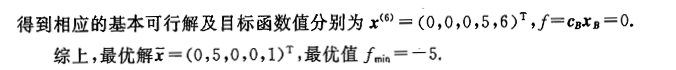 得到相应的基本可行解及目标函数值分别为 x⁽⁶⁾=(0,0,0,5,6)ᵀ,f=c_B x_B=0.
综上,最优解x̄=(0,5,0,0,1)ᵀ,最优值 f_min=-5.